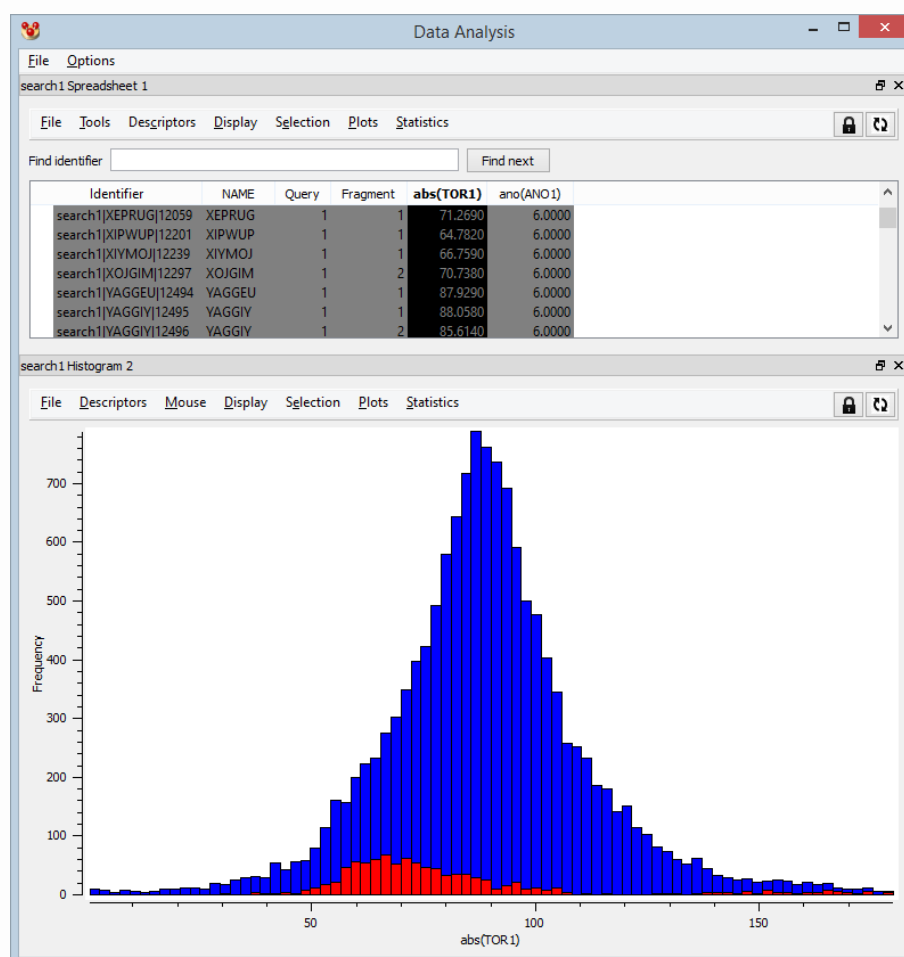 Data Analysis
File Options
search1 Spreadsheet 1
File Tools Descriptors Display Selection Plots Statistics
Find identifier Find next
Identifier NAME Query Fragment abs(TOR1) ano(ANO1)
search1|XEPRUG|12059 XEPRUG 1 1 71.2690 6.0000
search1|XIPWUP|12201 XIPWUP 1 1 64.7820 6.0000
search1|XIYMOJ|12239 XIYMOJ 1 1 66.7590 6.0000
search1|XOJGIM|12297 XOJGIM 1 2 70.7380 6.0000
search1|YAGGEU|12494 YAGGEU 1 1 87.9290 6.0000
search1|YAGGIY|12495 YAGGIY 1 1 88.0580 6.0000
search1|YAGGIY|12496 YAGGIY 1 2 85.6140 6.0000
search1 Histogram 2
File Descriptors Mouse Display Selection Plots Statistics
700
600
500
Frequency
400
300
200
100
0
50 100 150
abs(TOR1)